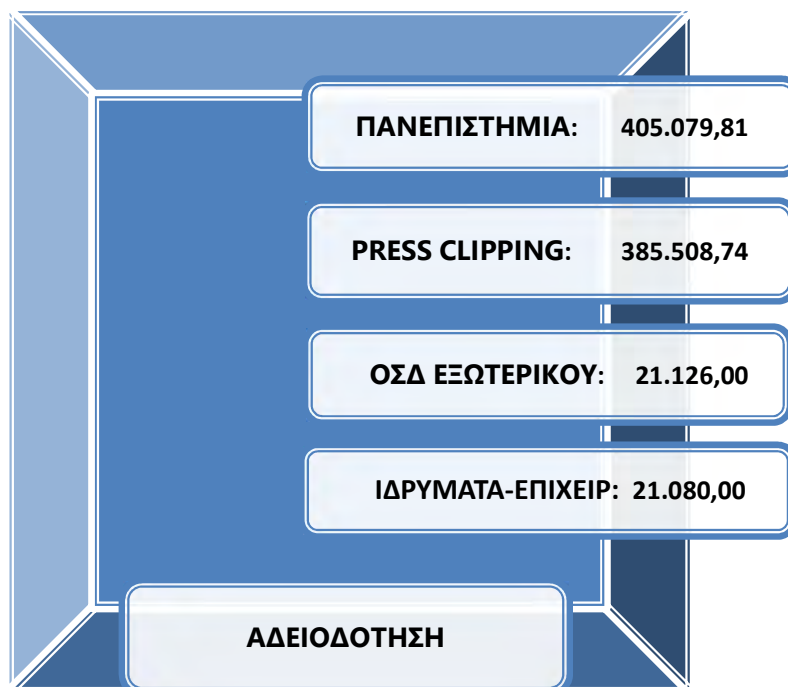 ΠΑΝΕΠΙΣΤΗΜΙΑ: 405.079,81
PRESS CLIPPING: 385.508,74
ΟΣΔ ΕΞΩΤΕΡΙΚΟΥ: 21.126,00
ΙΔΡΥΜΑΤΑ-ΕΠΙΧΕΙΡ: 21.080,00
ΑΔΕΙΟΔΟΤΗΣΗ